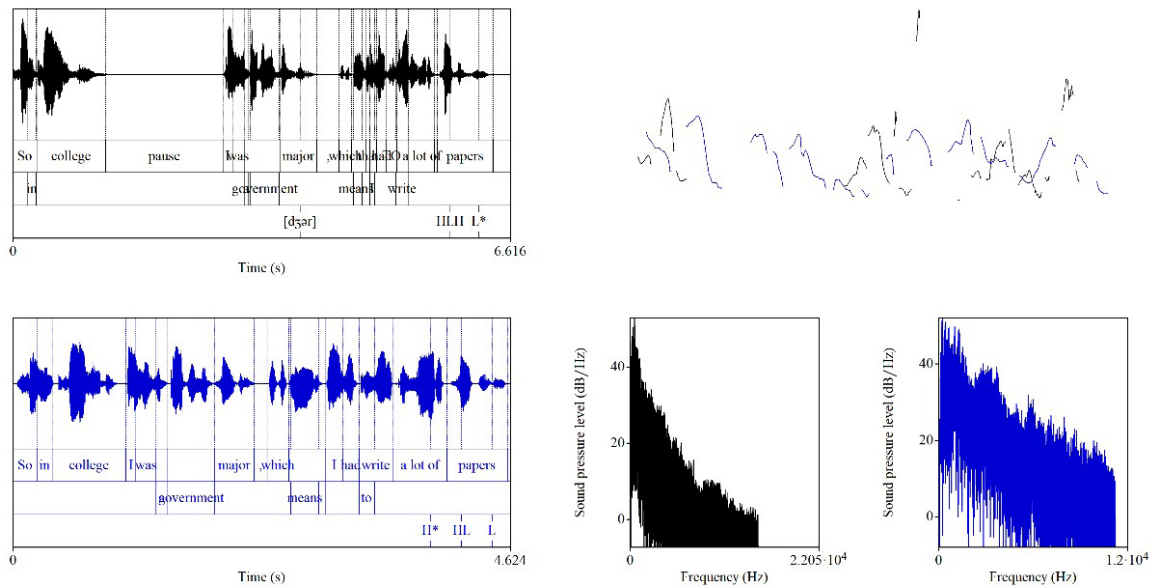 So college pause I was major ,which a lot of papers
in government means I write
[dʒər] HLH L*
0 6.616
Time (s)
So in college I was major ,which I had write a lot of papers
government means to
H* HL L
0 4.624
Time (s)
Sound pressure level (dB/Hz)
40
20
0
0 2.205·10⁴
Frequency (Hz)
Sound pressure level (dB/Hz)
40
20
0
0 1.2·10⁴
Frequency (Hz)